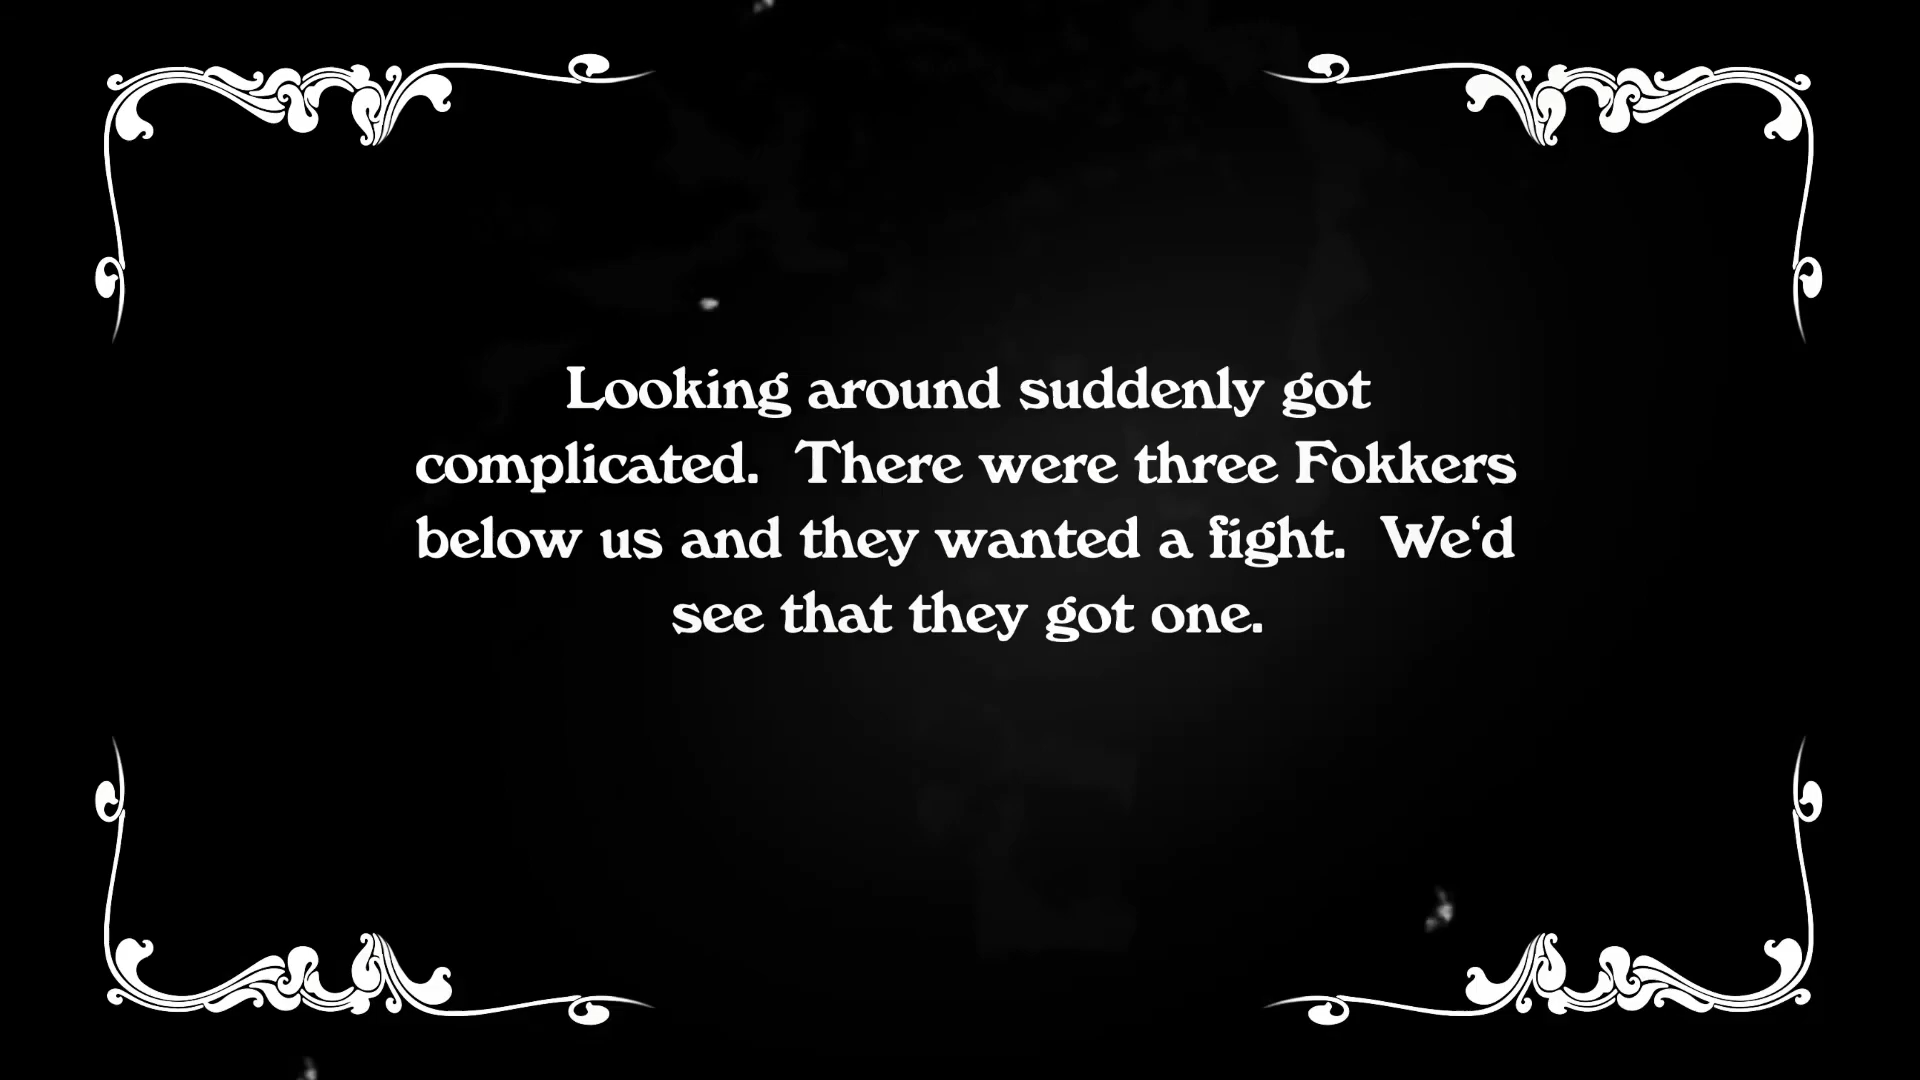 Looking around suddenly got
complicated.  There were three Fokkers
below us and they wanted a fight.  We‘d
see that they got one.